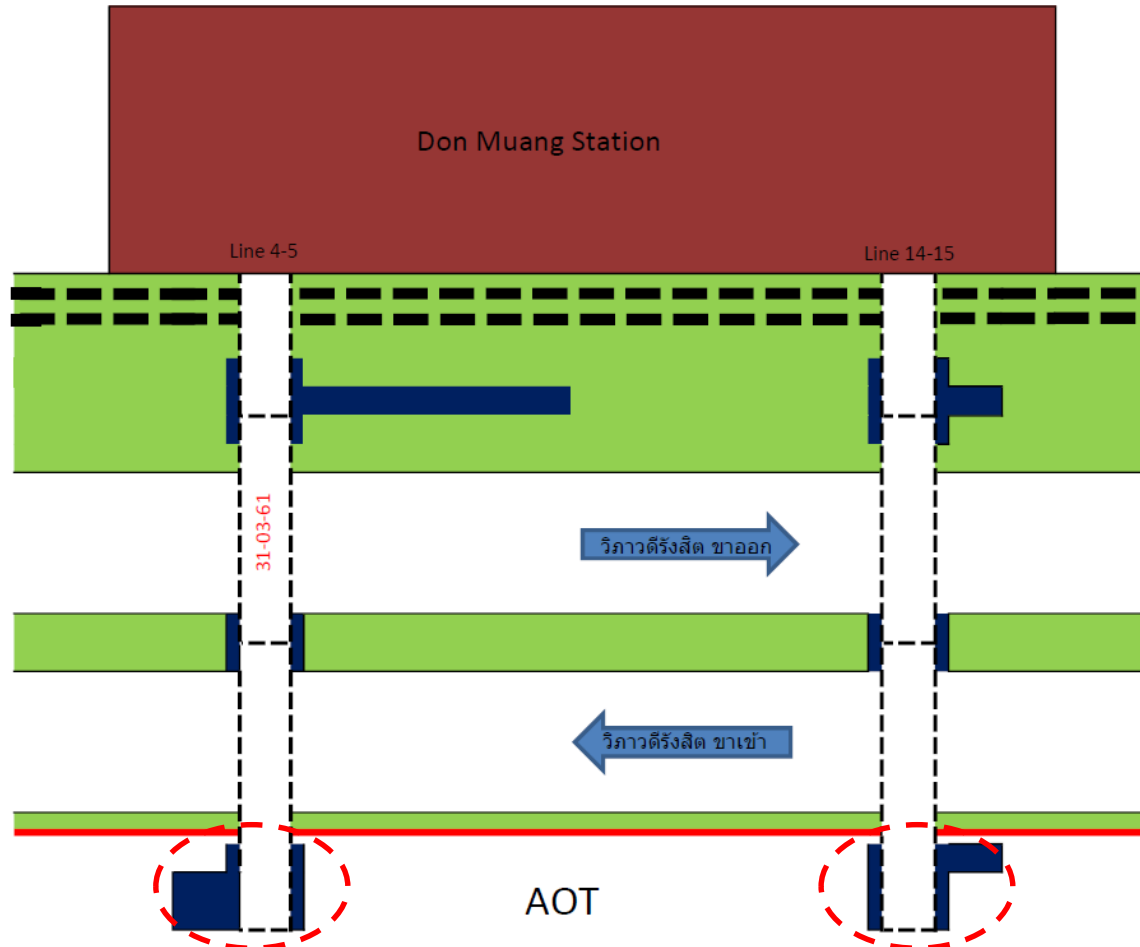 Don Muang Station
Line 4-5
Line 14-15
31-03-61
วิภาวดีรังสิต ขาออก
วิภาวดีรังสิต ขาเข้า
AOT